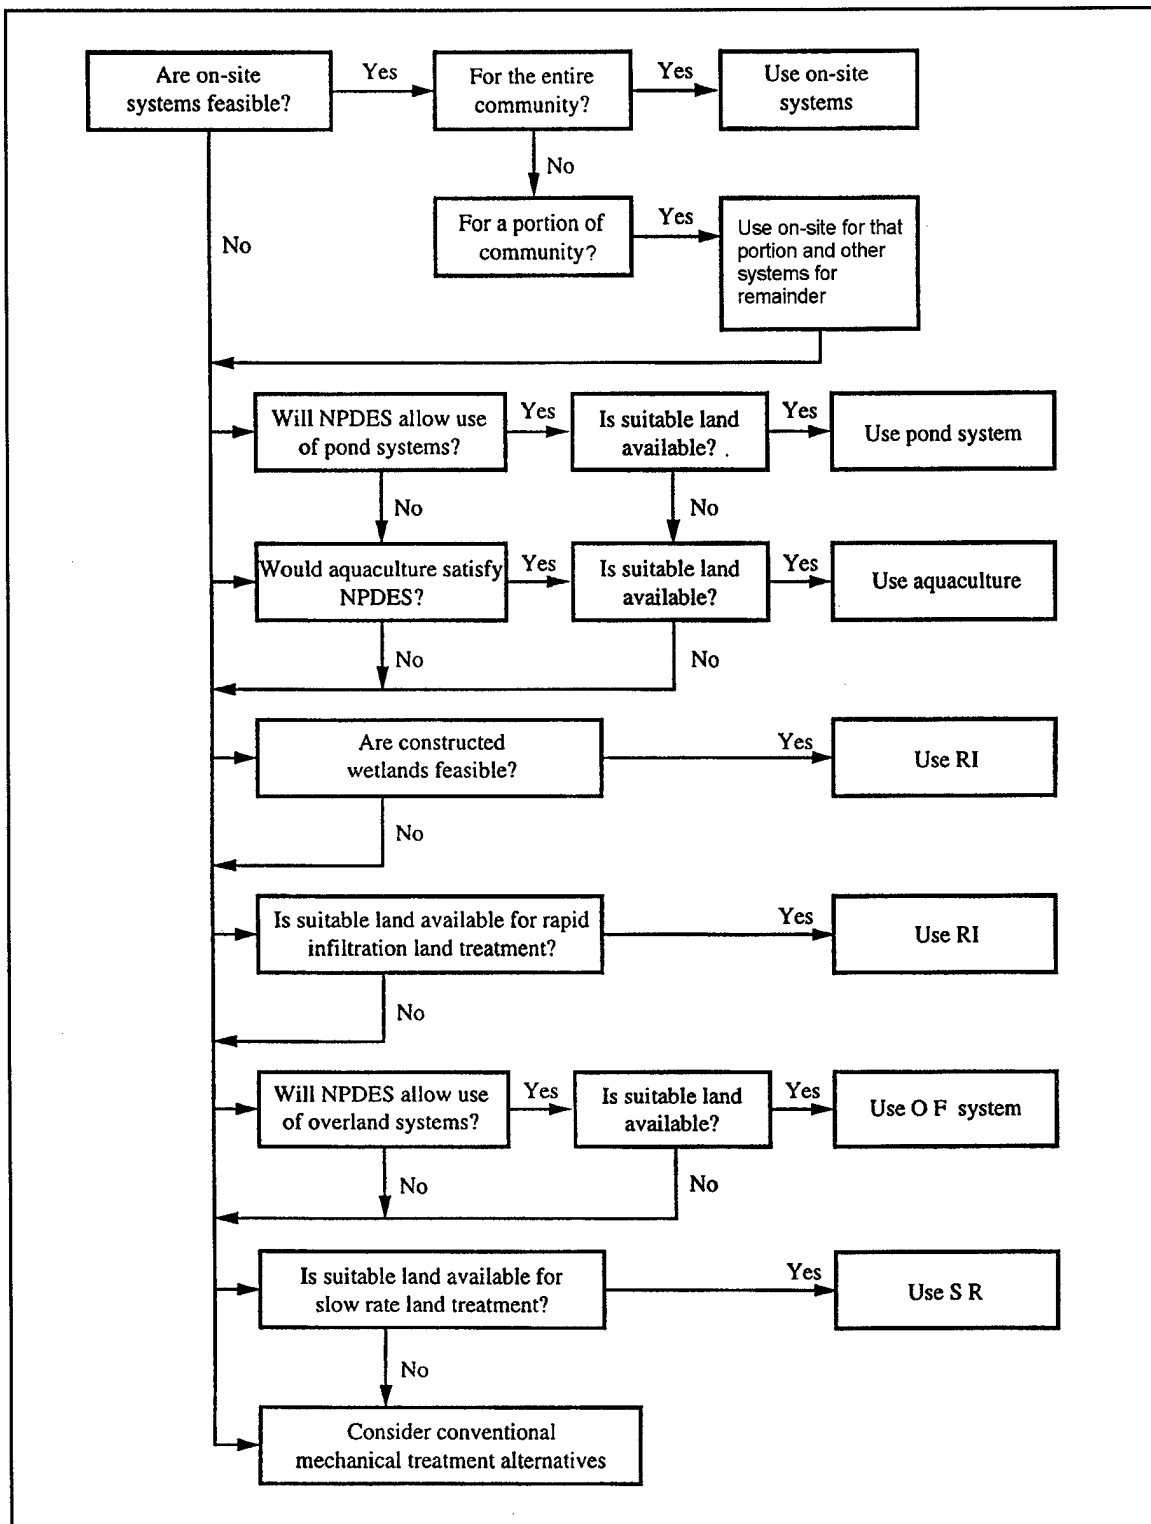 Are on-site
systems feasible?
Yes
For the entire
community?
Yes
Use on-site
systems
No
For a portion of
community?
Yes
Use on-site for that
portion and other
systems for
remainder
No
Will NPDES allow use
of pond systems?
Yes
Is suitable land
available?
Yes
Use pond system
No
No
Would aquaculture satisfy
NPDES?
Yes
Is suitable land
available?
Yes
Use aquaculture
No
No
Are constructed
wetlands feasible?
Yes
Use RI
No
Is suitable land available for rapid
infiltration land treatment?
Yes
Use RI
No
Will NPDES allow use
of overland systems?
Yes
Is suitable land
available?
Yes
Use O F system
No
No
Is suitable land available for
slow rate land treatment?
Yes
Use S R
No
Consider conventional
mechanical treatment alternatives